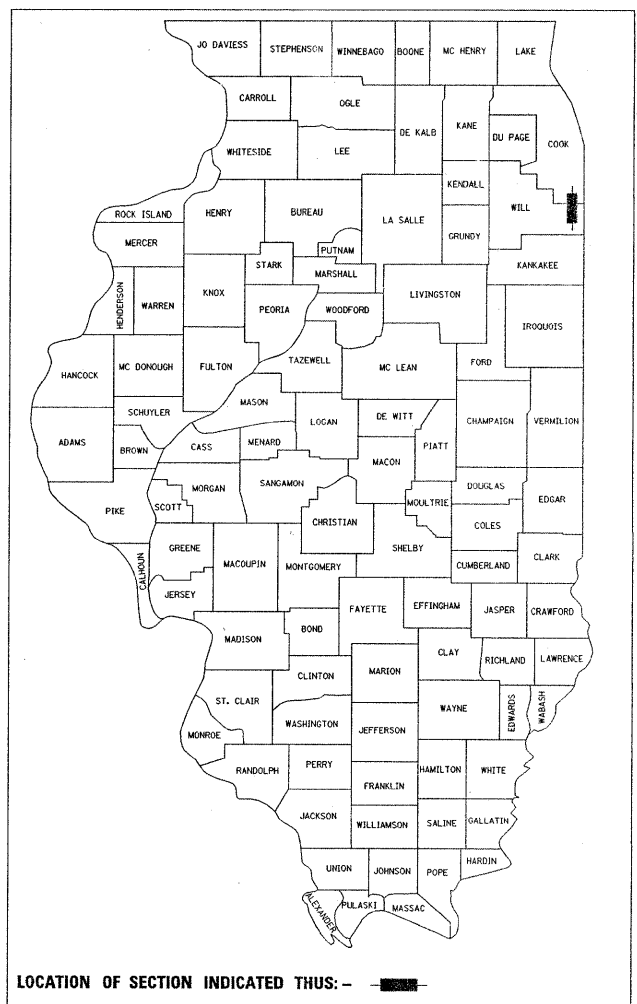 JO DAVIESS
STEPHENSON
WINNEBAGO
BOONE
MC HENRY
LAKE
CARROLL
OGLE
DE KALB
KANE
DU PAGE
COOK
WHITESIDE
LEE
KENDALL
WILL
ROCK ISLAND
HENRY
BUREAU
LA SALLE
GRUNDY
MERCER
PUTNAM
STARK
MARSHALL
KANKAKEE
HENDERSON
WARREN
KNOX
PEORIA
WOODFORD
LIVINGSTON
IROQUOIS
HANCOCK
MC DONOUGH
FULTON
TAZEWELL
MC LEAN
FORD
MASON
SCHUYLER
LOGAN
DE WITT
CHAMPAIGN
VERMILION
ADAMS
BROWN
CASS
MENARD
MACON
PIATT
PIKE
SCOTT
MORGAN
SANGAMON
CHRISTIAN
MOULTRIE
DOUGLAS
EDGAR
COLES
CALHOUN
GREENE
MACOUPIN
MONTGOMERY
SHELBY
CUMBERLAND
CLARK
JERSEY
FAYETTE
EFFINGHAM
JASPER
CRAWFORD
MADISON
BOND
CLAY
RICHLAND
LAWRENCE
CLINTON
MARION
ST. CLAIR
WAYNE
EDWARDS
WABASH
MONROE
WASHINGTON
JEFFERSON
RANDOLPH
PERRY
HAMILTON
WHITE
FRANKLIN
JACKSON
WILLIAMSON
SALINE
GALLATIN
UNION
JOHNSON
POPE
HARDIN
ALEXANDER
PULASKI
MASSAC
LOCATION OF SECTION INDICATED THUS: -